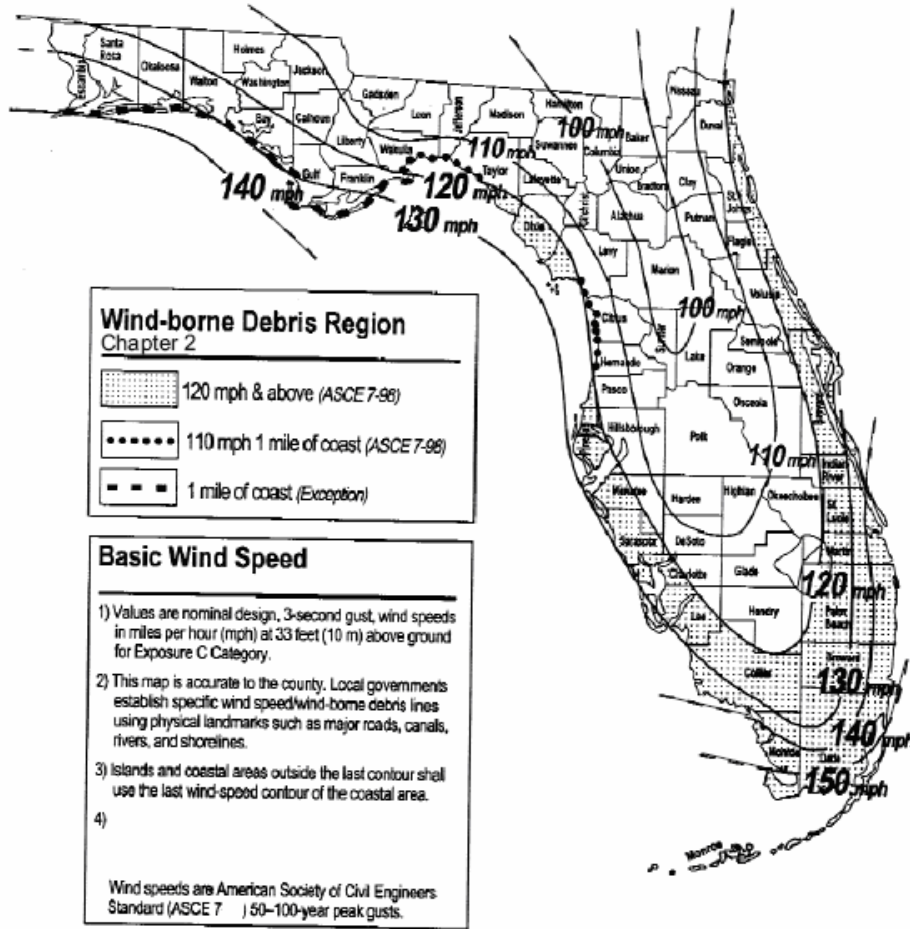 Santa
Rosa
Escambia
Okaloosa
Walton
Holmes
Washington
Jackson
Bay
Calhoun
Gulf
Gadsden
Liberty
Franklin
Leon
Wakulla
Jefferson
Madison
Taylor
Hamilton
Suwannee
Lafayette
Dixie
Columbia
Baker
Union
Bradford
Gilchrist
Alachua
Nassau
Duval
Clay
St.
Johns
Putnam
Flagler
Levy
Marion
Volusia
Citrus
Sumter
Lake
Seminole
Hernando
Orange
Pasco
Osceola
Hillsborough
Polk
Indian
River
Manatee
Hardee
Highlan
Okeechobee
St.
Lucie
Sarasota
DeSoto
Martin
Charlotte
Glade
Lee
Hendry
Palm
Beach
Collier
Broward
Monroe
Dade
Monroe
140 mph
130 mph
120 mph
110 mph
100 mph
100 mph
110 mph
120 mph
130 mph
140 mph
150 mph
Wind-borne Debris Region
Chapter 2
120 mph & above (ASCE 7-98)
110 mph 1 mile of coast (ASCE 7-98)
1 mile of coast (Exception)
Basic Wind Speed
1) Values are nominal design, 3-second gust, wind speeds
in miles per hour (mph) at 33 feet (10 m) above ground
for Exposure C Category.
2) This map is accurate to the county. Local governments
establish specific wind speed/wind-borne debris lines
using physical landmarks such as major roads, canals,
rivers, and shorelines.
3) Islands and coastal areas outside the last contour shall
use the last wind-speed contour of the coastal area.
4)
Wind speeds are American Society of Civil Engineers
Standard (ASCE 7 ) 50–100-year peak gusts.